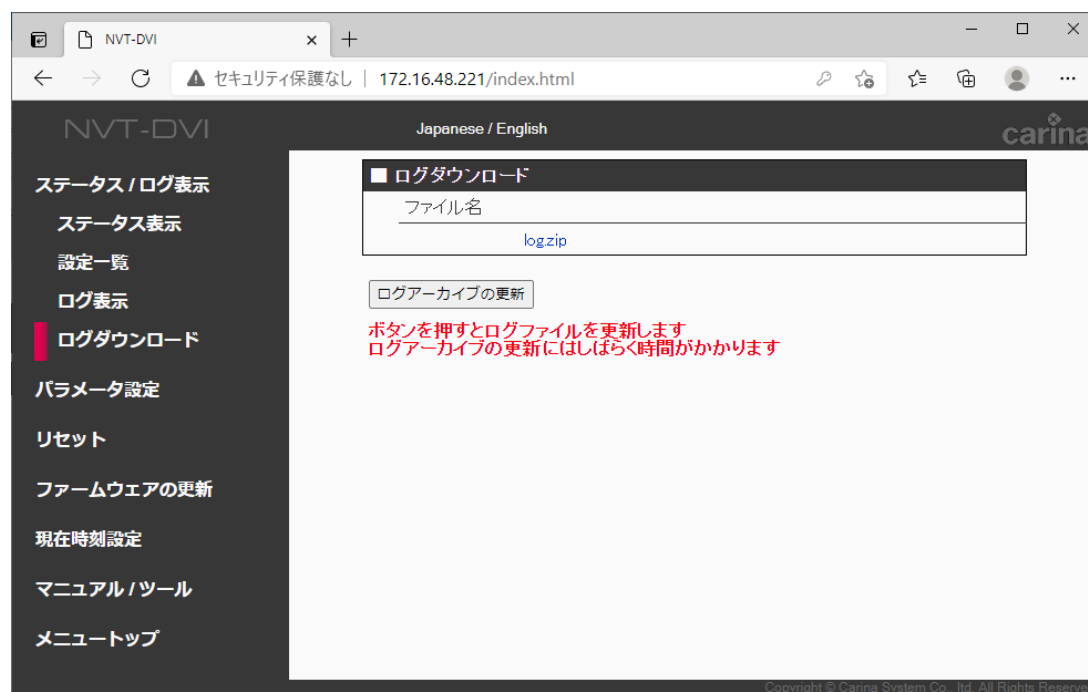 NVT-DVI
セキュリティ保護なし | 172.16.48.221/index.html
NVT-DVI
Japanese / English
carina
ステータス / ログ表示
ステータス表示
設定一覧
ログ表示
ログダウンロード
パラメータ設定
リセット
ファームウェアの更新
現在時刻設定
マニュアル / ツール
メニュートップ
■ ログダウンロード
ファイル名
log.zip
ログアーカイブの更新
ボタンを押すとログファイルを更新します
ログアーカイブの更新にはしばらく時間がかかります
Copyright © Carina System Co., ltd. All Rights Reserve